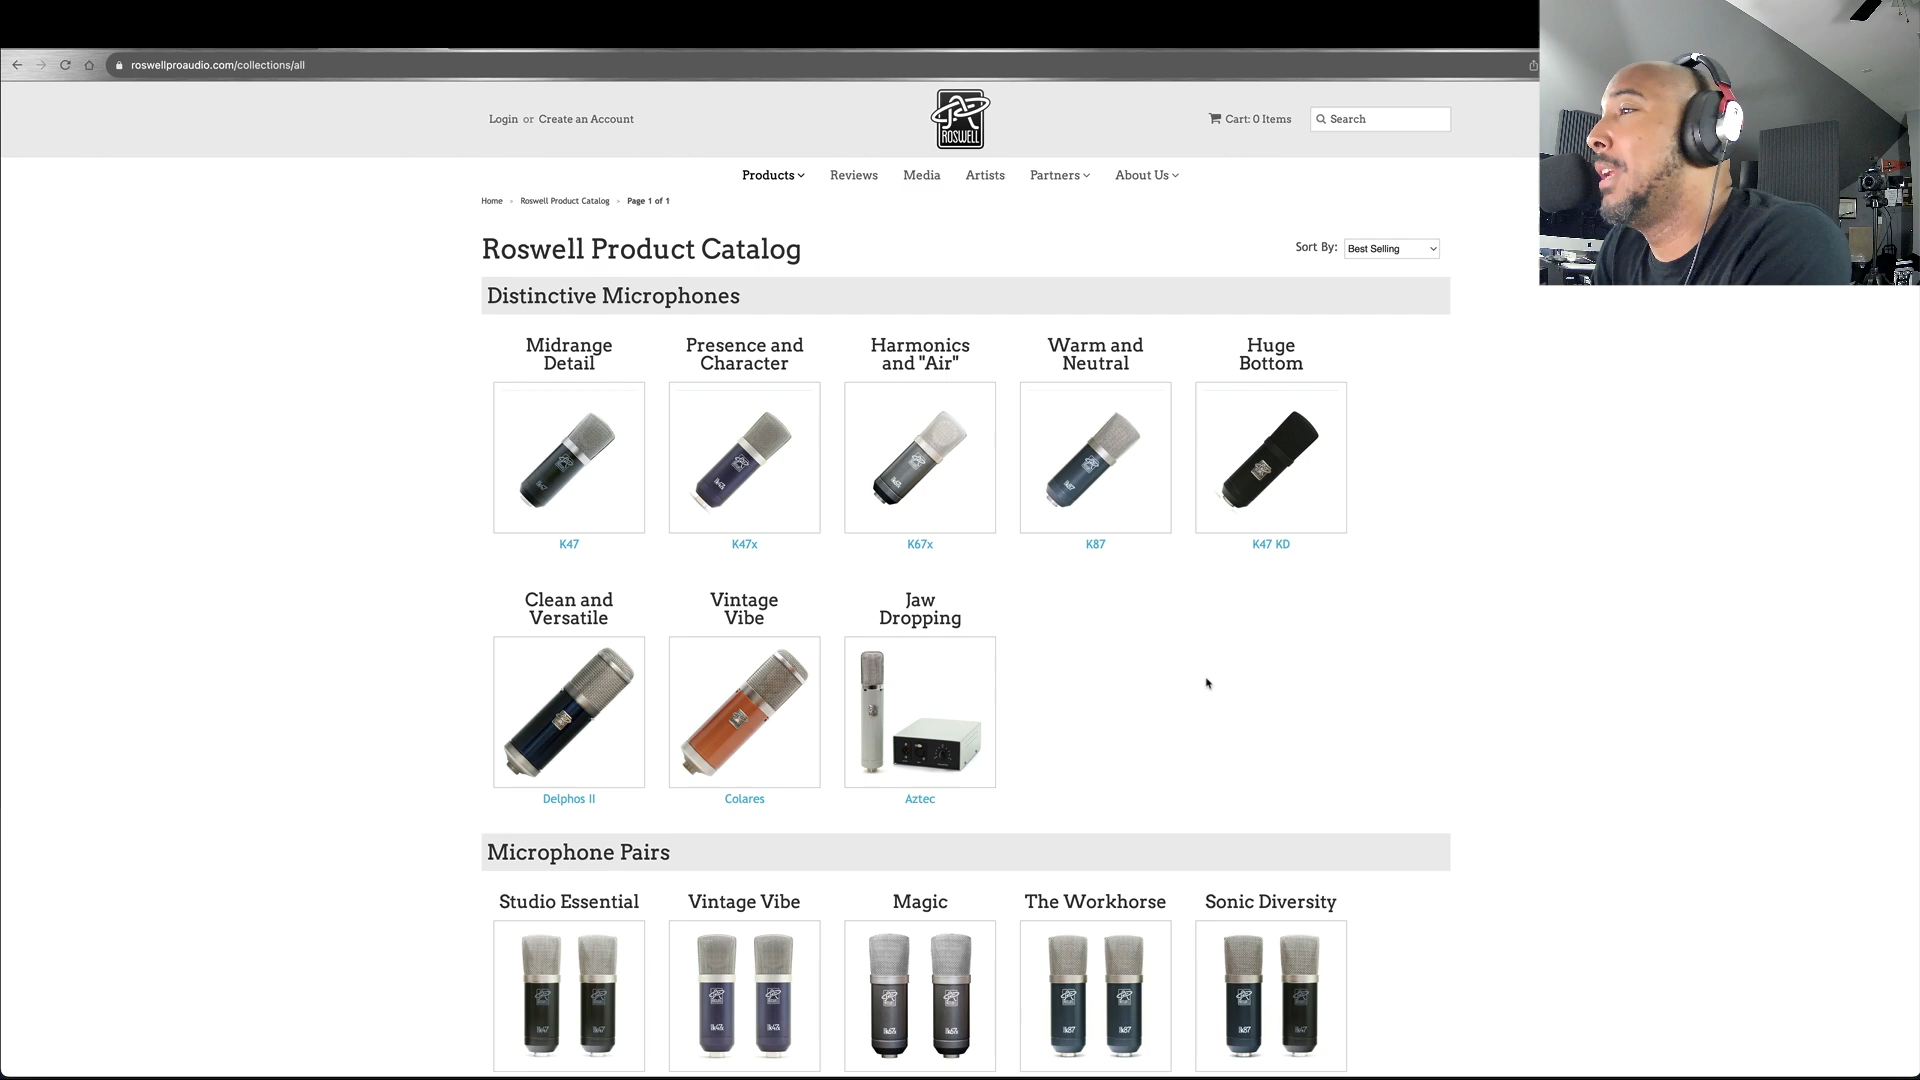 roswellproaudio.com/collections/all
Login or Create an Account
ROSWELL
Cart: 0 Items
Search
Products
Reviews
Media
Artists
Partners
About Us
Home
Roswell Product Catalog
Page 1 of 1
Roswell Product Catalog
Sort By:
Best Selling
Distinctive Microphones
Midrange
Detail
Presence and
Character
Harmonics
and "Air"
Warm and
Neutral
Huge
Bottom
K47
K47x
K67x
K87
K47 KD
Clean and
Versatile
Vintage
Vibe
Jaw
Dropping
Delphos II
Colares
Aztec
Microphone Pairs
Studio Essential
Vintage Vibe
Magic
The Workhorse
Sonic Diversity